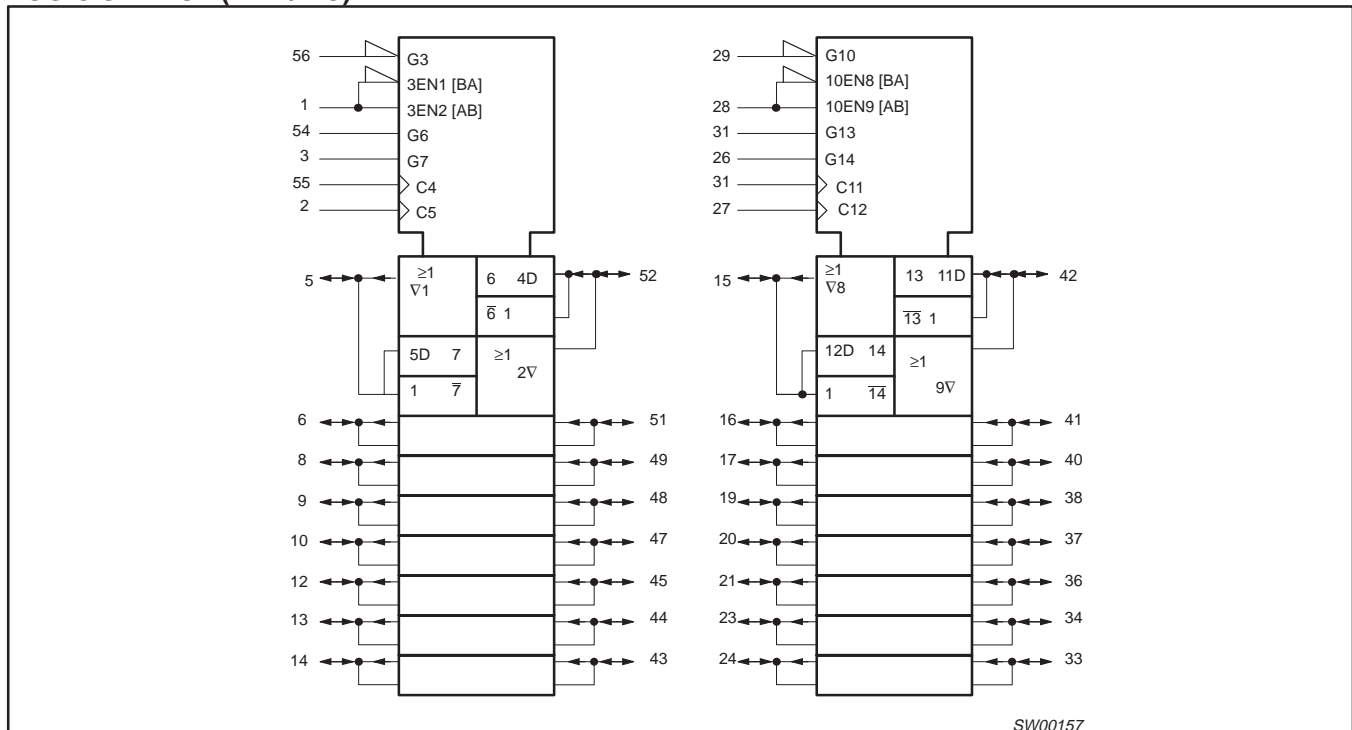 56 G3
3EN1 [BA]
1 3EN2 [AB]
54 G6
3 G7
55 C4
2 C5
5 ≥1 6 4D 52
∇1
6̅ 1
5D 7 ≥1
2∇
1 7̅
6 51
8 49
9 48
10 47
12 45
13 44
14 43
29 G10
10EN8 [BA]
28 10EN9 [AB]
31 G13
26 G14
31 C11
27 C12
15 ≥1 13 11D 42
∇8
1̅3̅ 1
12D 14 ≥1
9∇
1 1̅4̅
16 41
17 40
19 38
20 37
21 36
23 34
24 33
SW00157